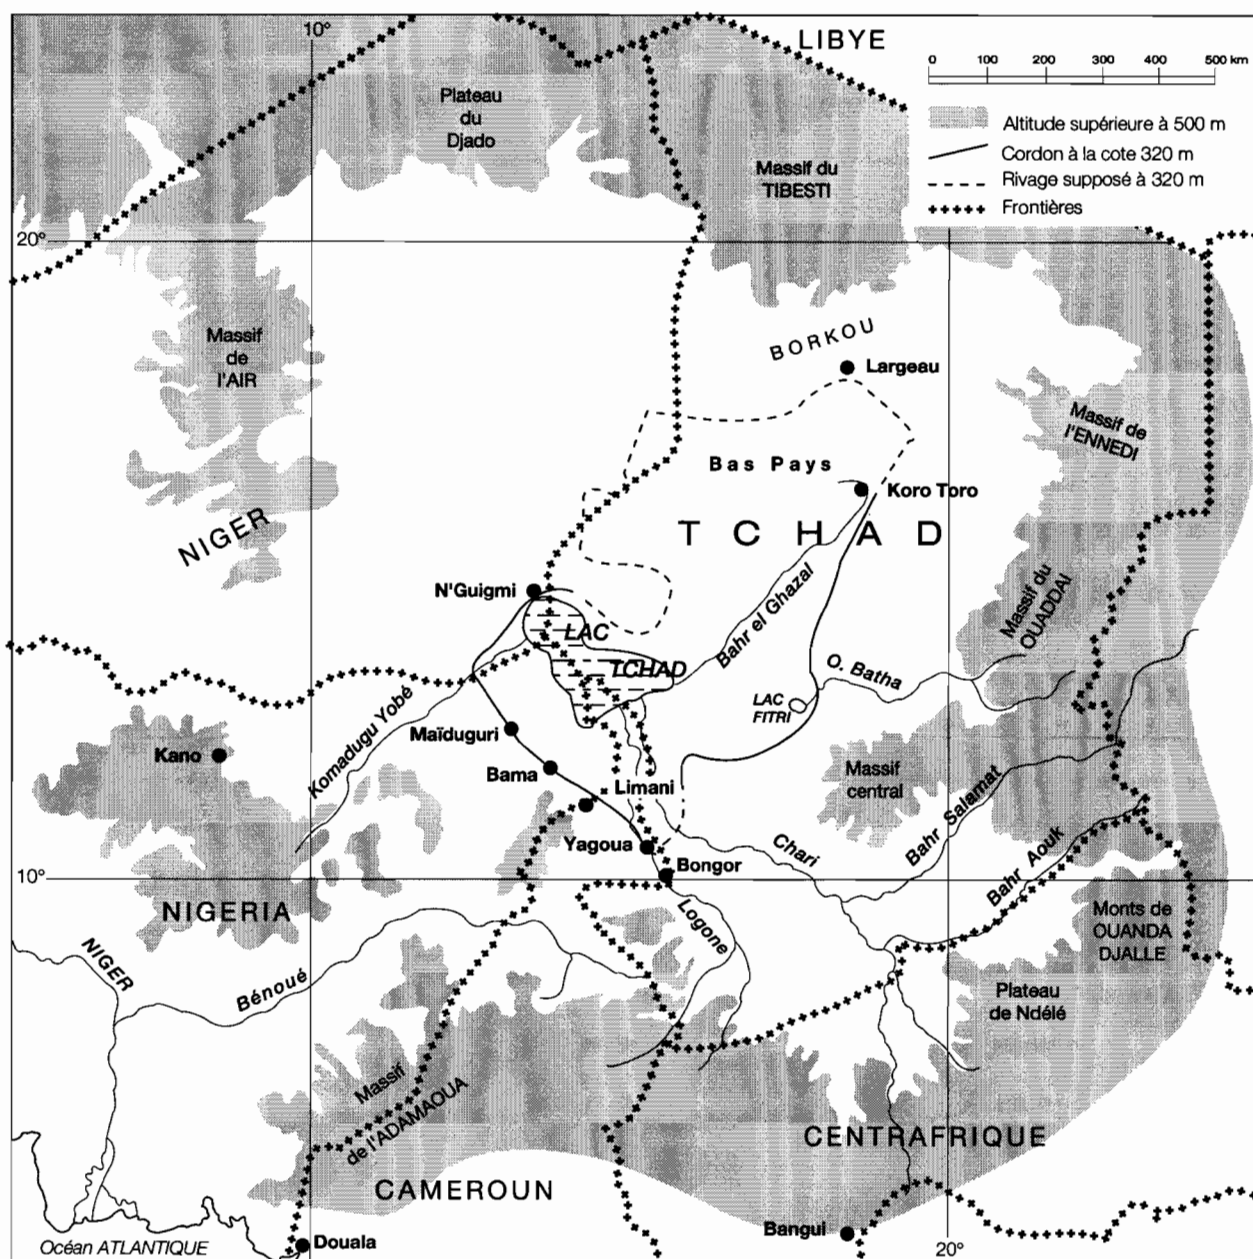 10°
LIBYE
0 100 200 300 400 500 km
Plateau
du
Djado
Altitude supérieure à 500 m
Cordon à la cote 320 m
Massif du
TIBESTI
Rivage supposé à 320 m
Frontières
20°
Massif
de
l'AIR
BORKOU
Largeau
Massif de
l'ENNEDI
Bas Pays
Koro Toro
NIGER
TCHAD
N'Guigmi
Bahr el Ghazal
Massif du
OUADDAI
LAC
TCHAD
O. Batha
LAC
FITRI
Komadugu Yobé
Maïduguri
Kano
Bama
Limani
Massif
central
Bahr Salamat
Yagoua
Chari
Bongor
Bahr Aouk
10°
NIGERIA
Logone
Monts de
OUANDA
DJALLE
NIGER
Bénoué
Plateau
de Ndélé
Massif
de l'ADAMAOUA
CENTRAFRIQUE
CAMEROUN
Bangui
Océan ATLANTIQUE
Douala
20°